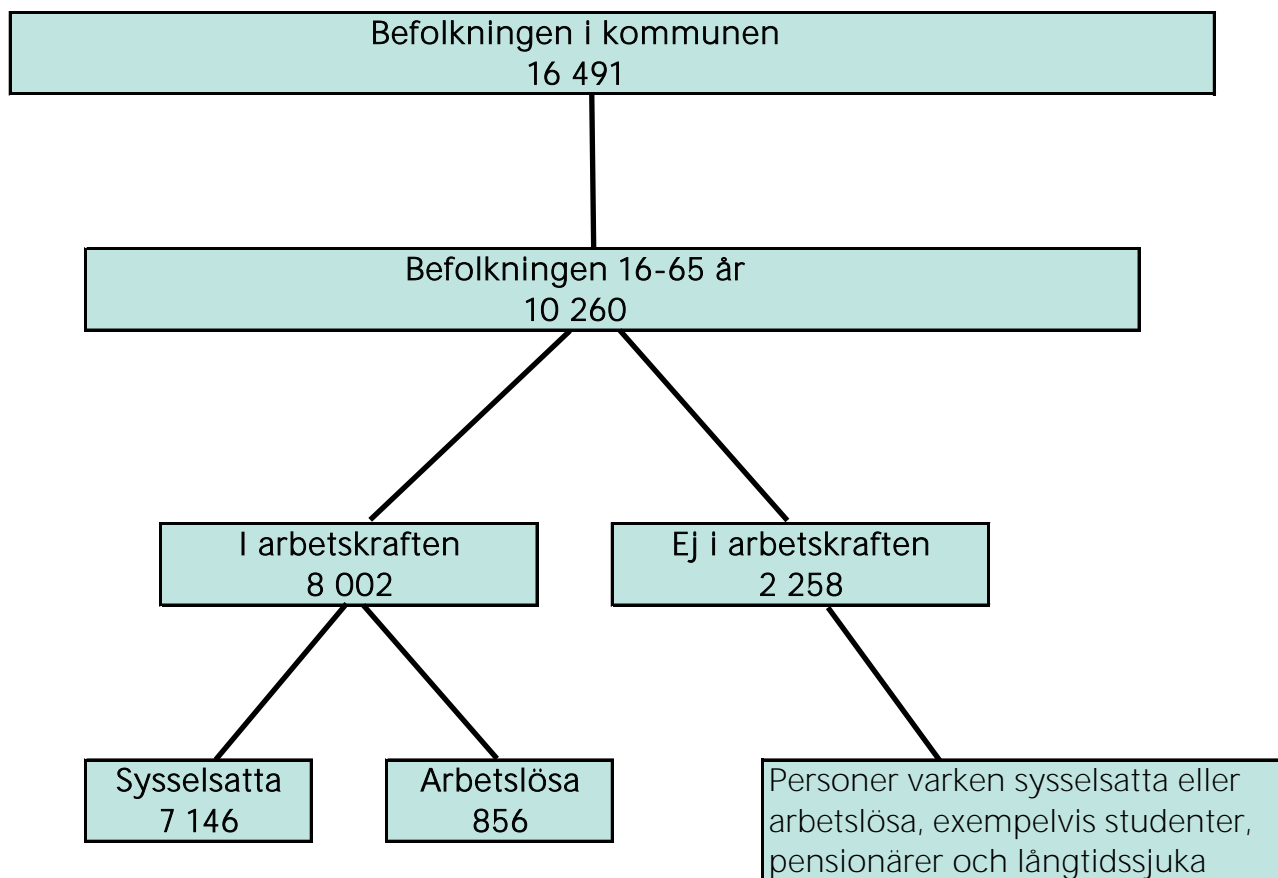 Befolkningen i kommunen
16 491
Befolkningen 16-65 år
10 260
I arbetskraften
8 002
Ej i arbetskraften
2 258
Sysselsatta
7 146
Arbetslösa
856
Personer varken sysselsatta eller
arbetslösa, exempelvis studenter,
pensionärer och långtidssjuka